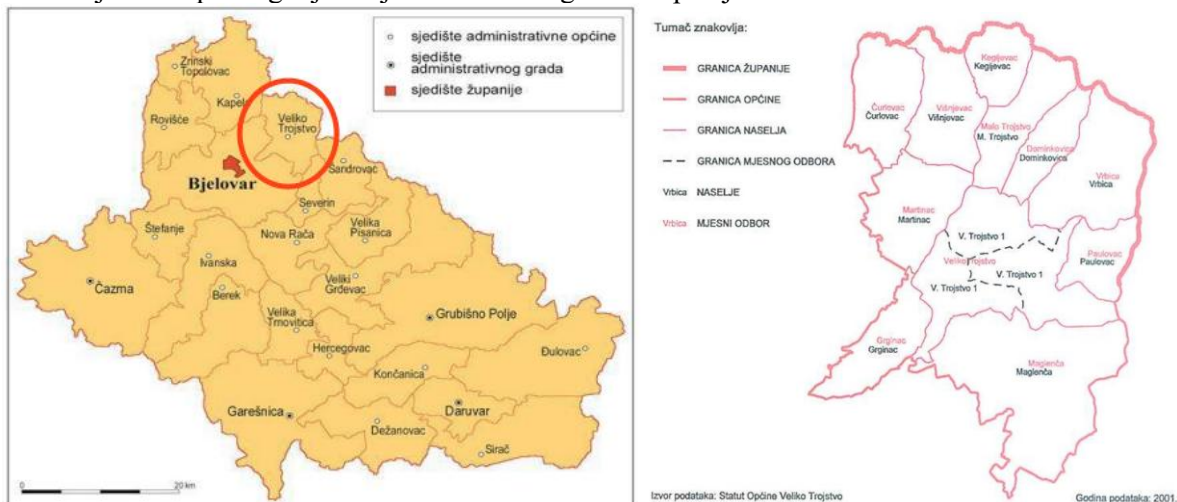 sjedište administrativne općine
sjedište
administrativnog grada
sjedište županije
Zrinski
Topolovac
Kapela
Rovišće
Veliko
Trojstvo
Bjelovar
Šandrovac
Severin
Štefanje
Nova Rača
Velika
Pisanica
Ivanska
Čazma
Berek
Veliki
Grđevac
Velika
Trnovitica
Grubišno Polje
Hercegovac
Đulovac
Končanica
Garešnica
Daruvar
Dežanovac
Sirač
0
20 km
Tumač znakovlja:
GRANICA ŽUPANIJE
GRANICA OPĆINE
GRANICA NASELJA
GRANICA MJESNOG ODBORA
Vrbica NASELJE
Vrbica MJESNI ODBOR
Kegljevac
Kegljevac
Ćurlovac
Ćurlovac
Višnjevac
Višnjevac
Malo Trojstvo
M. Trojstvo
Dominkovica
Dominkovica
Vrbica
Vrbica
Martinac
Martinac
V. Trojstvo 1
Veliko Trojstvo
V. Trojstvo 1
V. Trojstvo 1
Paulovac
Paulovac
Grginac
Grginac
Maglenča
Maglenča
Izvor podataka: Statut Općine Veliko Trojstvo
Godina podataka: 2001.